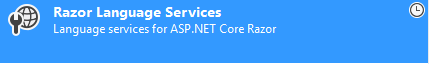 Razor Language Services
Language services for ASP.NET Core Razor